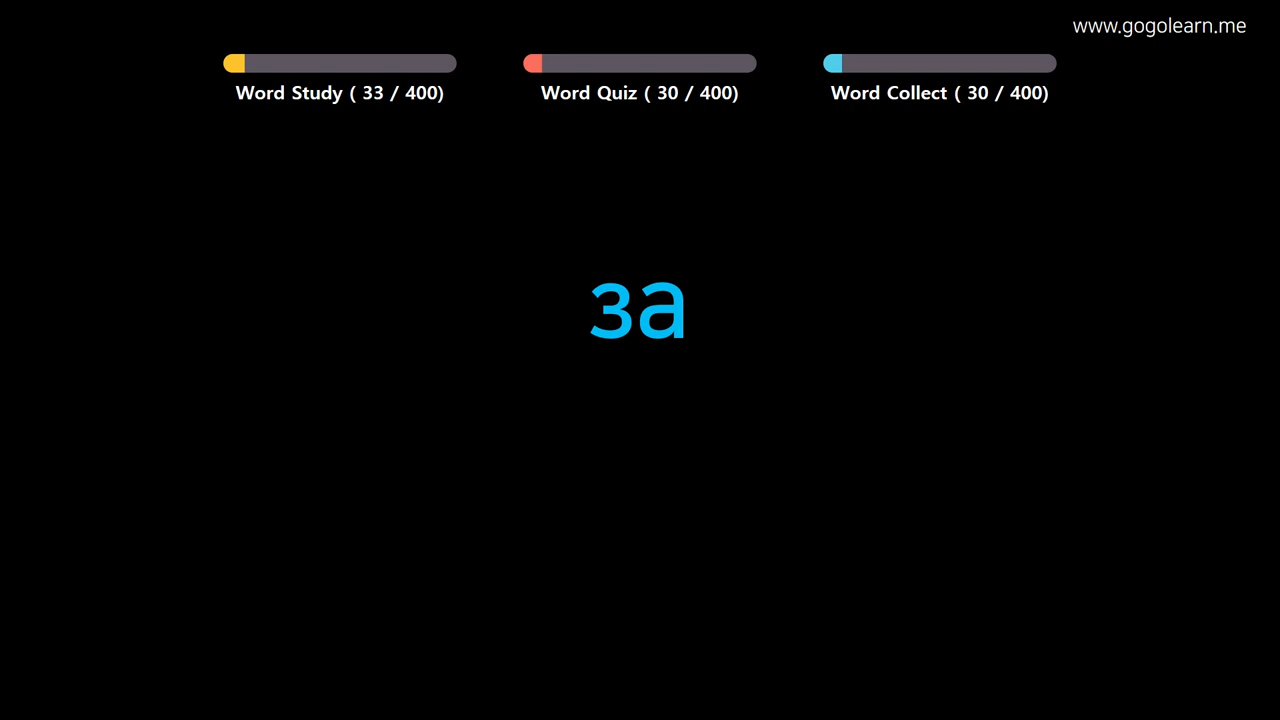 www.gogolearn.me
Word Study ( 33 / 400)
Word Quiz ( 30 / 400)
Word Collect ( 30 / 400)
за